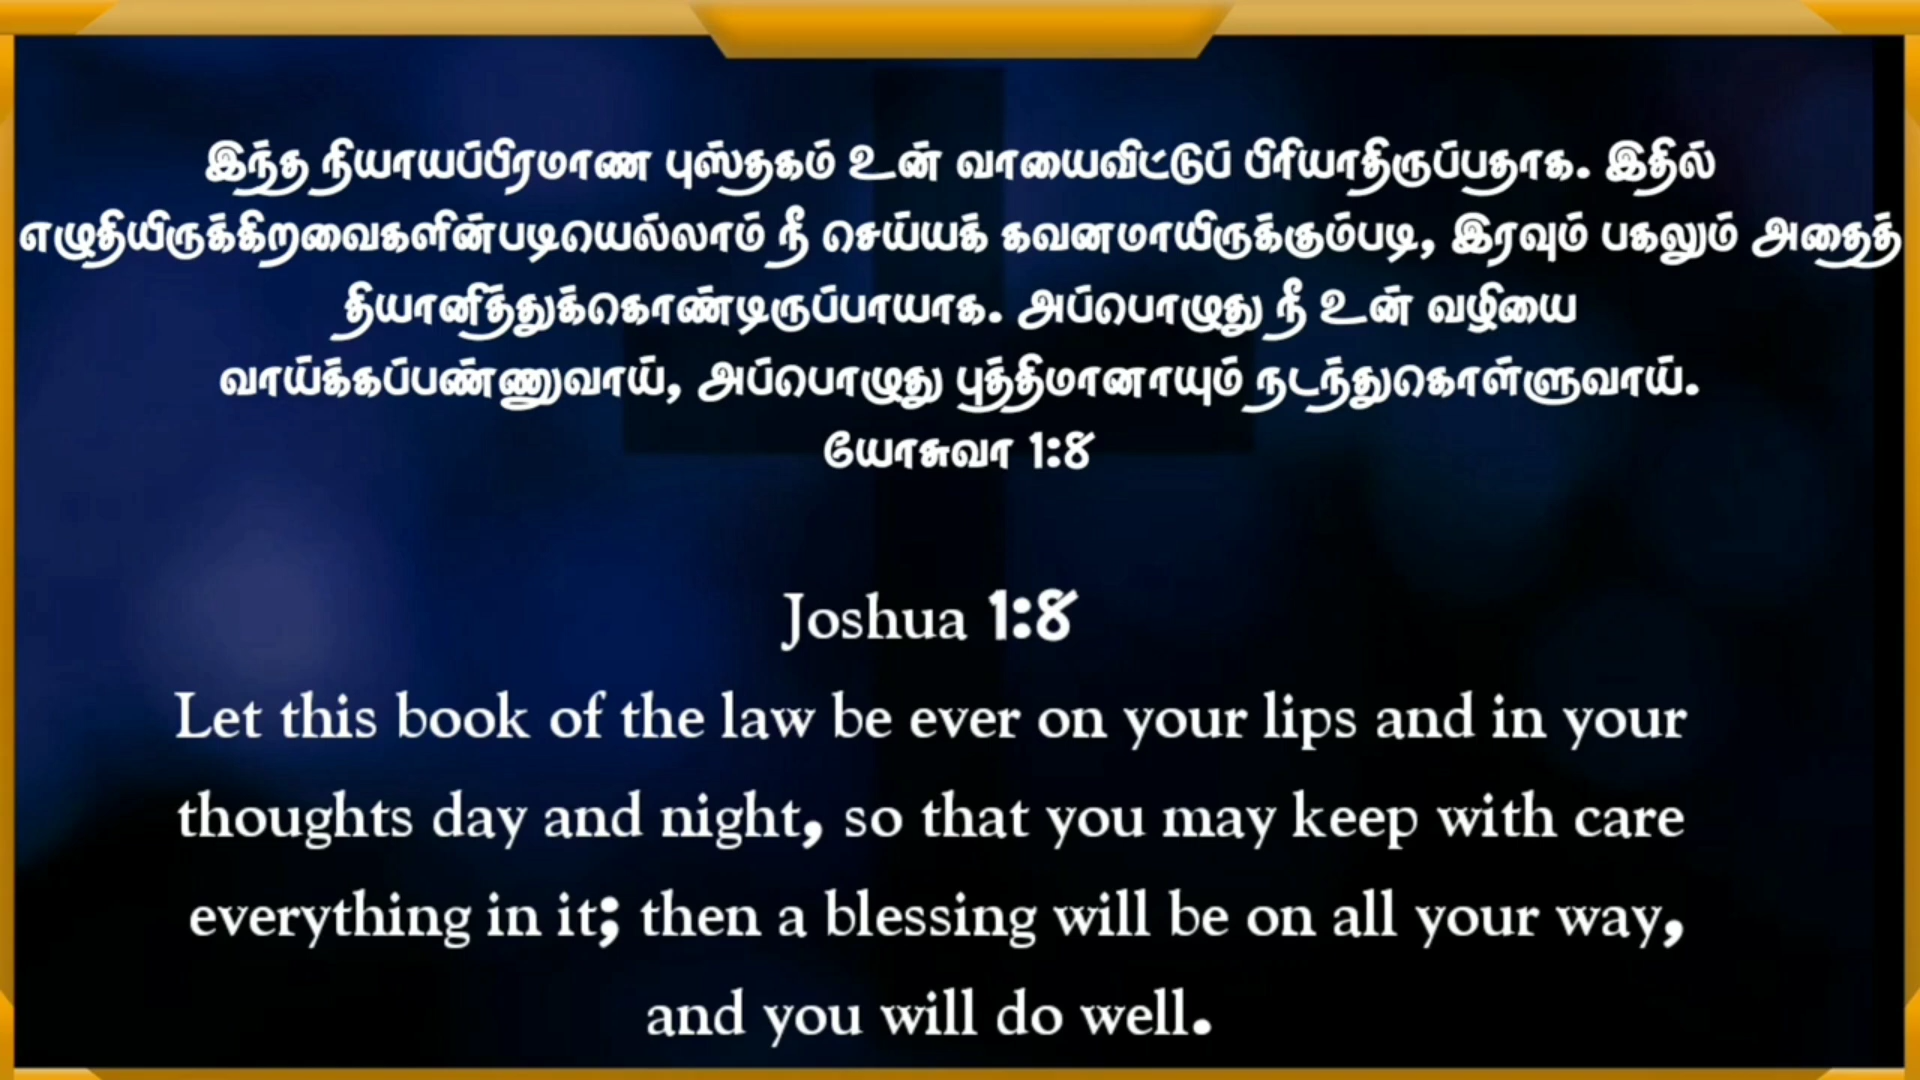 இந்த நியாயப்பிரமாண புஸ்தகம் உன் வாயைவிட்டுப் பிரியாதிருப்பதாக. இதில்
எழுதியிருக்கிறவைகளின்படியெல்லாம் நீ செய்யக் கவனமாயிருக்கும்படி, இரவும் பகலும் அதைத்
தியானித்துக்கொண்டிருப்பாயாக. அப்பொழுது நீ உன் வழியை
வாய்க்கப்பண்ணுவாய், அப்பொழுது புத்திமானாயும் நடந்துகொள்ளுவாய்.
யோசுவா 1:8
Joshua 1:8
Let this book of the law be ever on your lips and in your
thoughts day and night, so that you may keep with care
everything in it; then a blessing will be on all your way,
and you will do well.